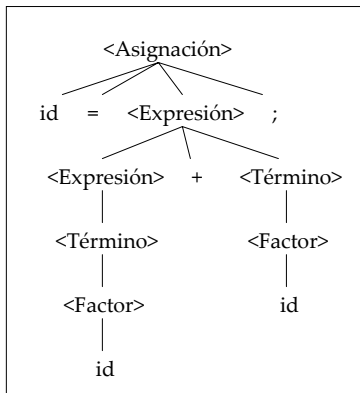 <Asignación>
id = <Expresión> ;
<Expresión> + <Término>
<Término> <Factor>
<Factor> id
id